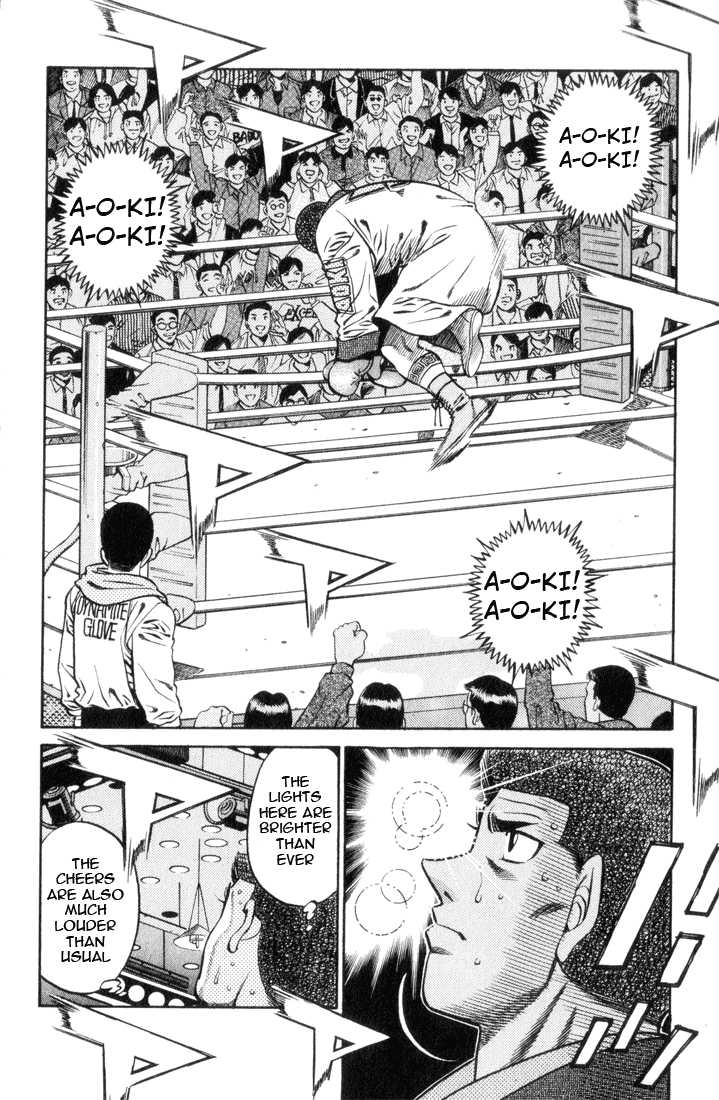 A-O-KI!
A-O-KI!
A-O-KI!
A-O-KI!
DYNAMITE
GLOVE
A-O-KI!
A-O-KI!
THE
LIGHTS
HERE ARE
BRIGHTER
THAN
EVER
THE
CHEERS
ARE ALSO
MUCH
LOUDER
THAN
USUAL